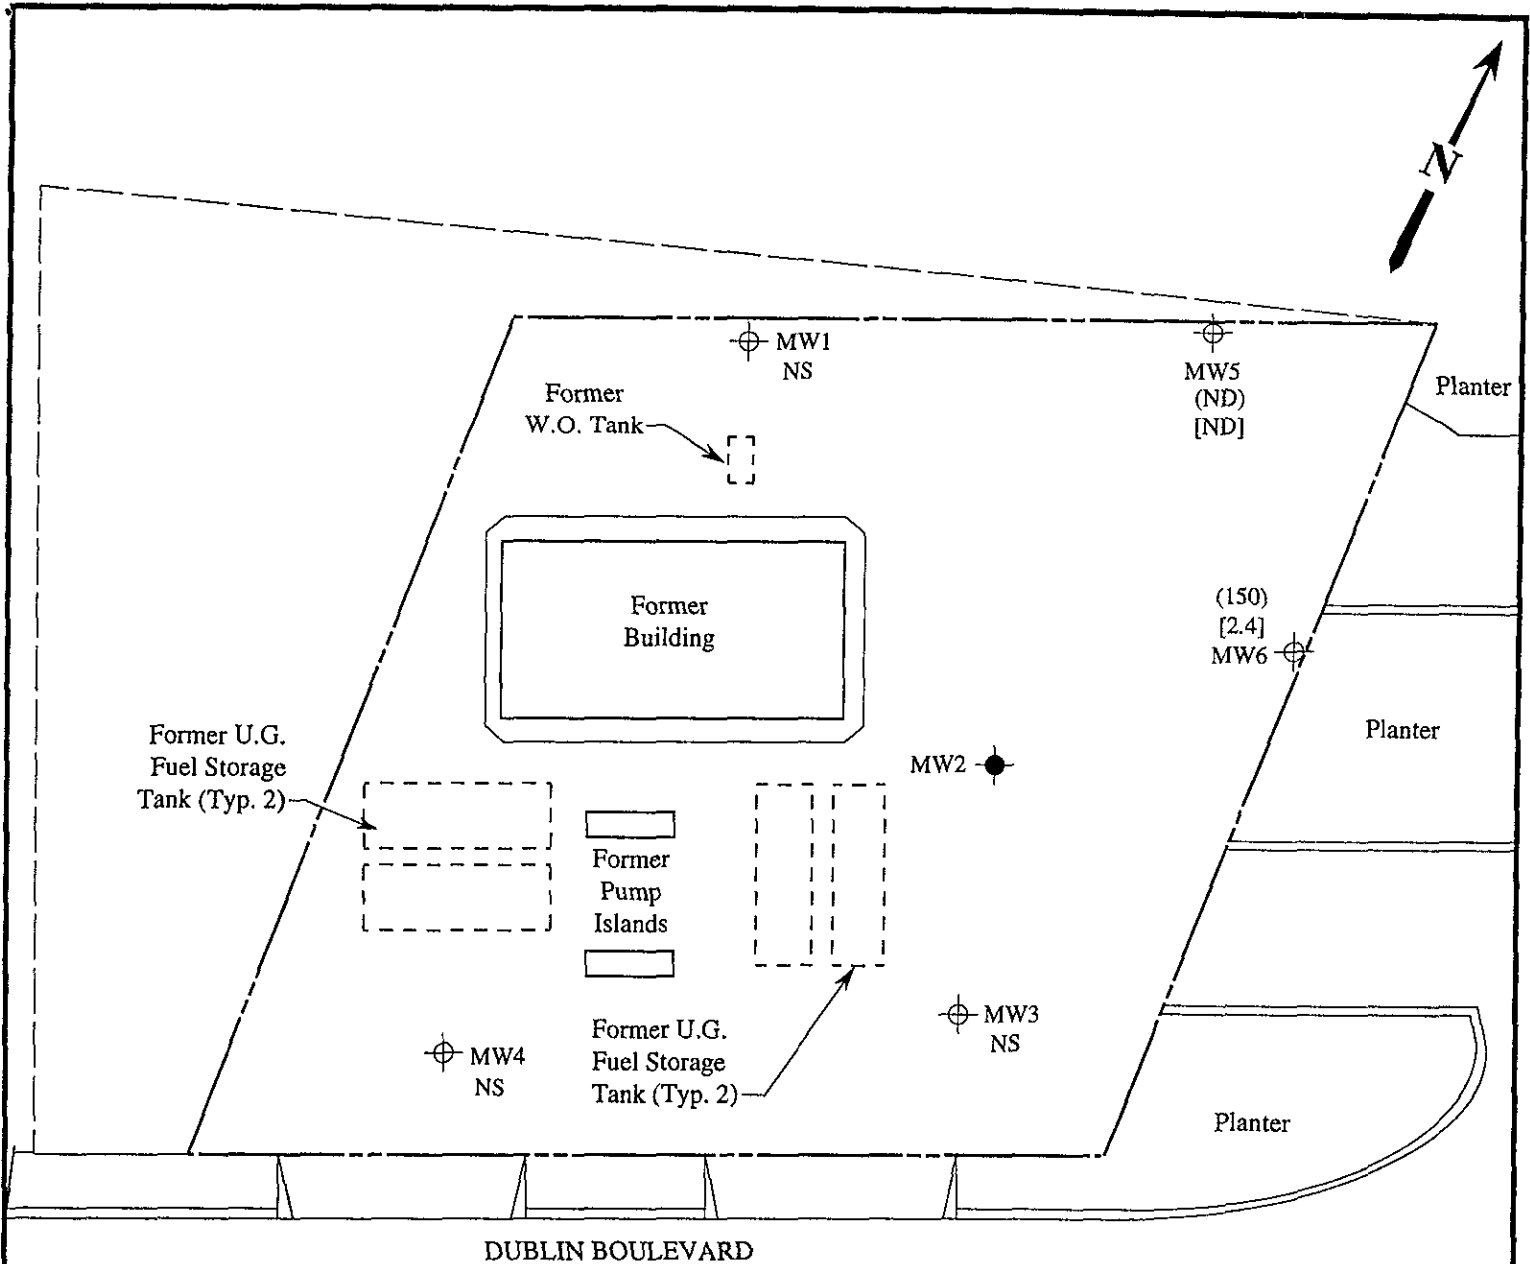 N
MW1
NS
MW5
(ND)
[ND]
Planter
Former
W.O. Tank
Former
Building
(150)
[2.4]
MW6
Planter
Former U.G.
Fuel Storage
Tank (Typ. 2)
MW2
Former
Pump
Islands
MW3
NS
Former U.G.
Fuel Storage
Tank (Typ. 2)
MW4
NS
Planter
DUBLIN BOULEVARD